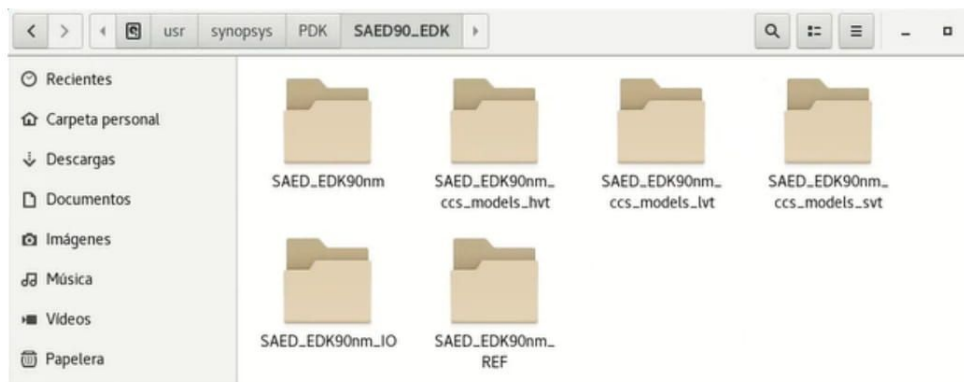 usr synopsys PDK SAED90_EDK
Recientes
Carpeta personal
Descargas
Documentos
Imágenes
Música
Vídeos
Papelera
SAED_EDK90nm
SAED_EDK90nm_
ccs_models_hvt
SAED_EDK90nm_
ccs_models_lvt
SAED_EDK90nm_
ccs_models_svt
SAED_EDK90nm_IO
SAED_EDK90nm_
REF